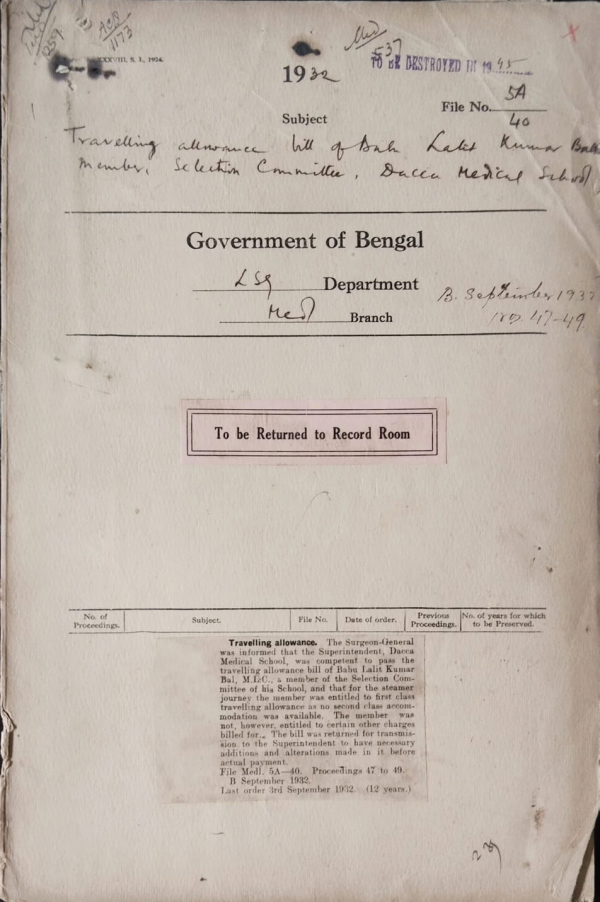 1173
Med
537
XXXVIII, S. I., 1924.
TO BE DESTROYED IN 1945
1932
5A
File No. 40
Subject
Travelling allowance bill of Babu Lalit Kumar Bal
Member, Selection Committee, Dacca Medical School
Government of Bengal
LSG Department
Med Branch
B. September 1932
nos 47-49
To be Returned to Record Room
No. of Proceedings. Subject. File No. Date of order. Previous Proceedings. No. of years for which to be Preserved.
Travelling allowance. The Surgeon-General
was informed that the Superintendent, Dacca
Medical School, was competent to pass the
travelling allowance bill of Babu Lalit Kumar
Bal, M.L.C., a member of the Selection Com-
mittee of his School, and that for the steamer
journey the member was entitled to first class
travelling allowance as no second class accom-
modation was available. The member was
not, however, entitled to certain other charges
billed for. The bill was returned for transmis-
sion to the Superintendent to have necessary
additions and alterations made in it before
actual payment.
File Medl. 5A—40. Proceedings 47 to 49.
B September 1932.
Last order 3rd September 1932. (12 years.)